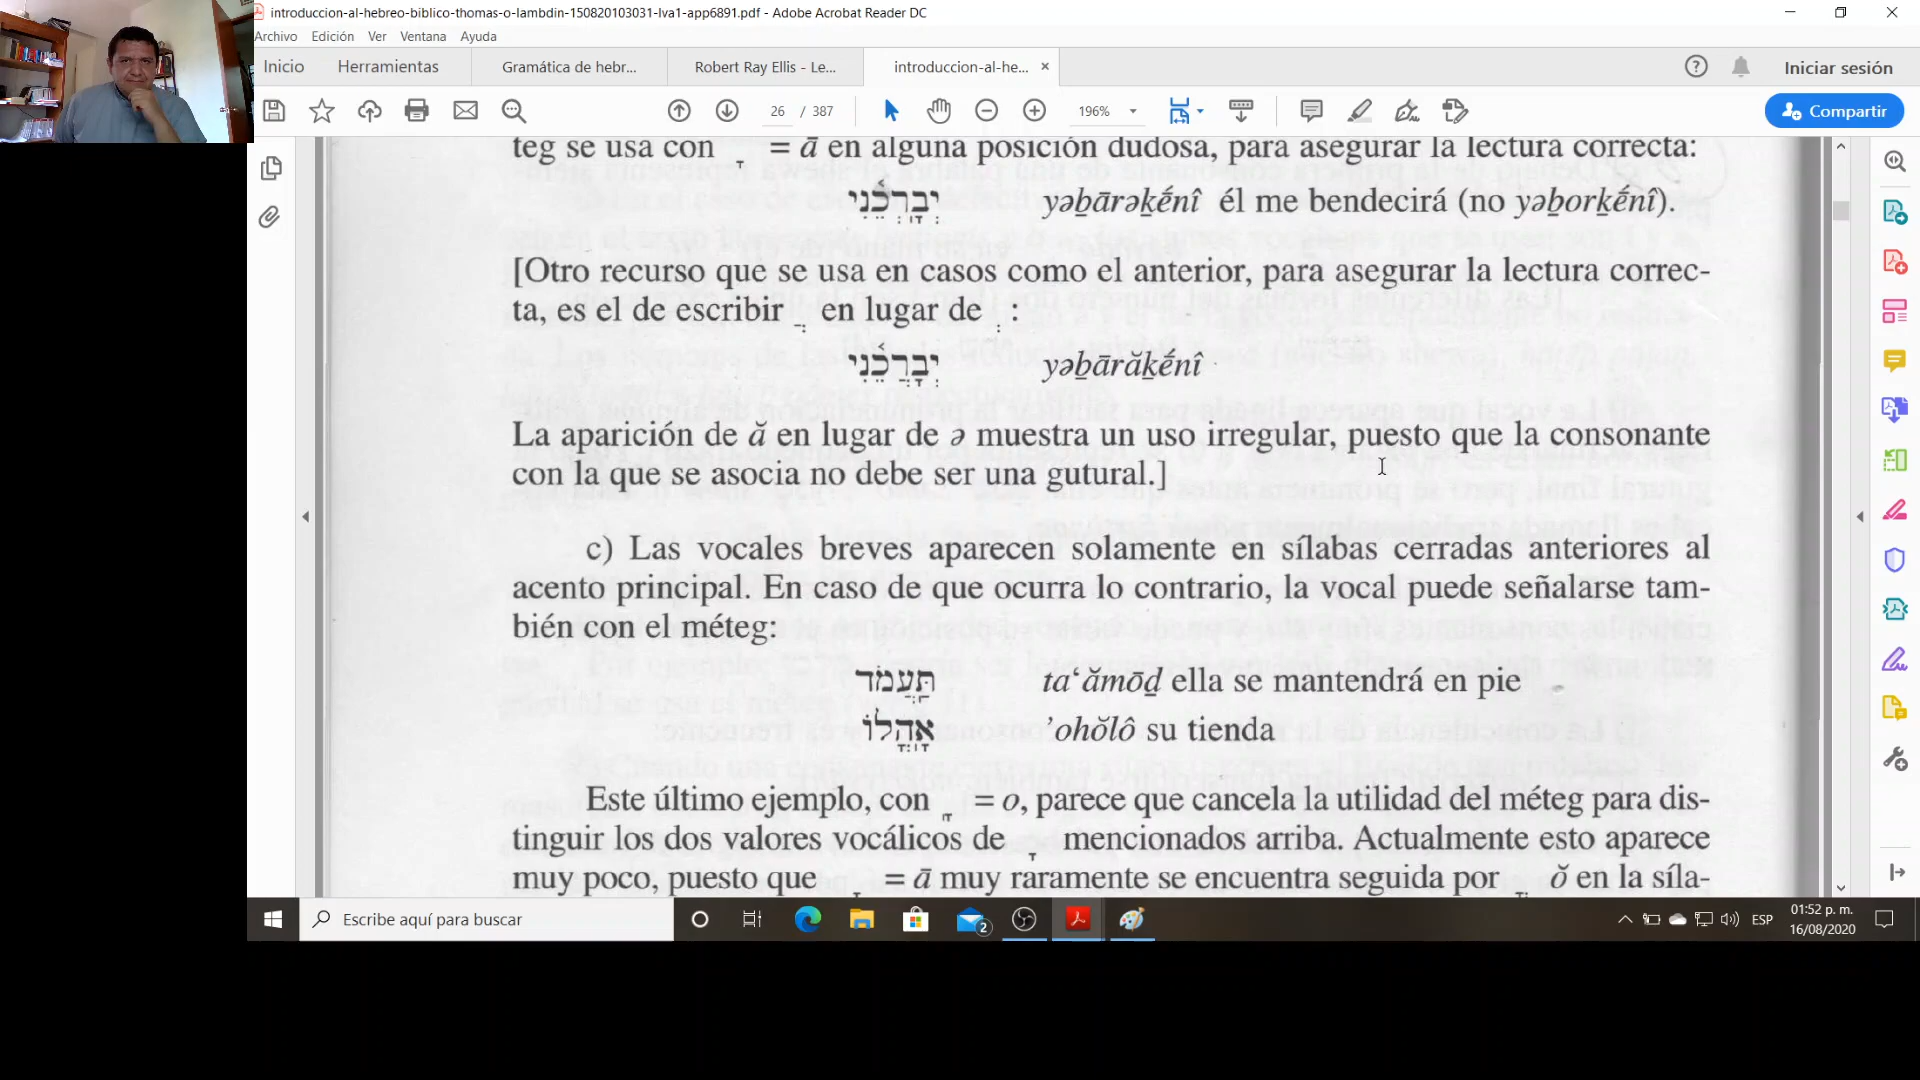 introduccion-al-hebreo-biblico-thomas-o-lambdin-150820103031-lva1-app6891.pdf - Adobe Acrobat Reader DC
Archivo Edición Ver Ventana Ayuda
Inicio Herramientas Gramática de hebr... Robert Ray Ellis - Le... introduccion-al-he... × Iniciar sesión
26 / 387 196% Compartir
teg se usa con ָ = ā en alguna posición dudosa, para asegurar la lectura correcta:
יְבָֽרְכֵ֫נִי yəḇārəḵḗnî él me bendecirá (no yəḇorḵḗnî).
[Otro recurso que se usa en casos como el anterior, para asegurar la lectura correc-
ta, es el de escribir ֲ en lugar de ְ :
יְבָרֲכֵ֫נִי yəḇārăḵḗnî
La aparición de ă en lugar de ə muestra un uso irregular, puesto que la consonante
con la que se asocia no debe ser una gutural.]
c) Las vocales breves aparecen solamente en sílabas cerradas anteriores al
acento principal. En caso de que ocurra lo contrario, la vocal puede señalarse tam-
bién con el méteg:
תַּֽעֲמֹד taʿămōḏ ella se mantendrá en pie
אָֽהֳלוֹ ʾohŏlô su tienda
Este último ejemplo, con ָ = o, parece que cancela la utilidad del méteg para dis-
tinguir los dos valores vocálicos de ָ mencionados arriba. Actualmente esto aparece
muy poco, puesto que ָ = ā muy raramente se encuentra seguida por ֳ ŏ en la síla-
Escribe aquí para buscar 2 ESP 01:52 p. m.
16/08/2020